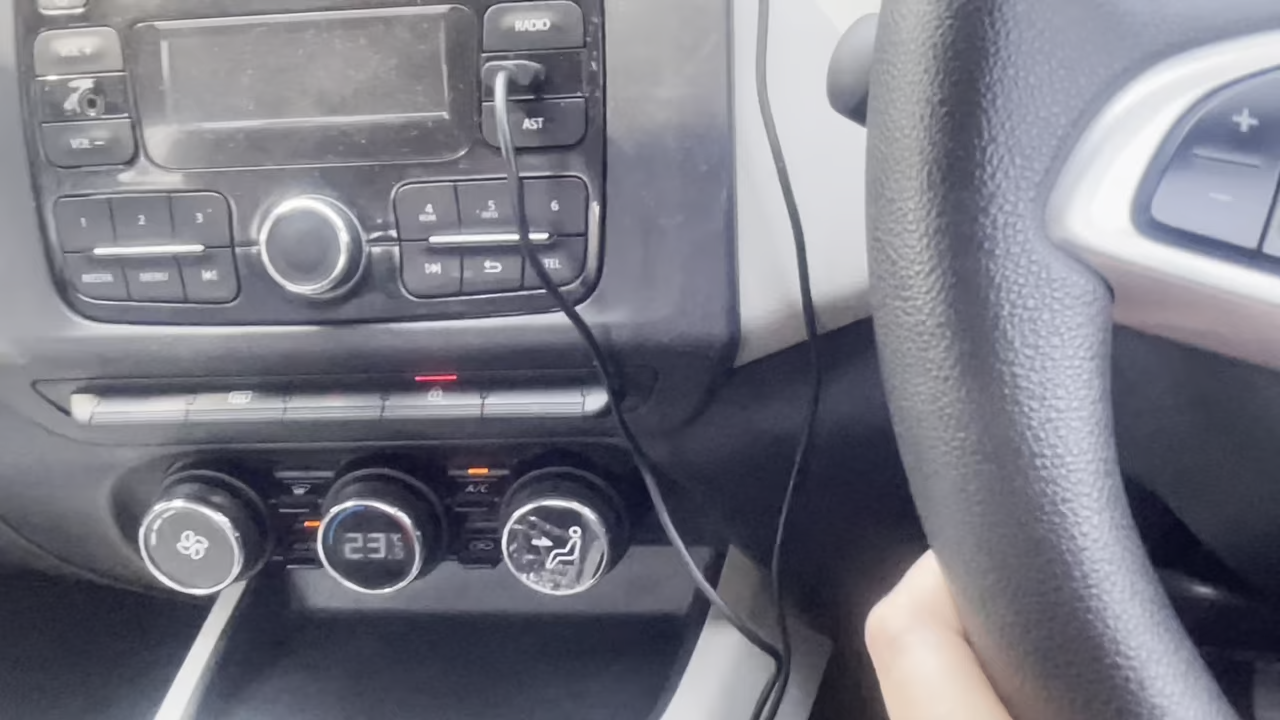 RADIO
VOL +
VOL -
AST
1 2 3
4 5 6
MEDIA MENU
TEL
A/C
23°C
+
-